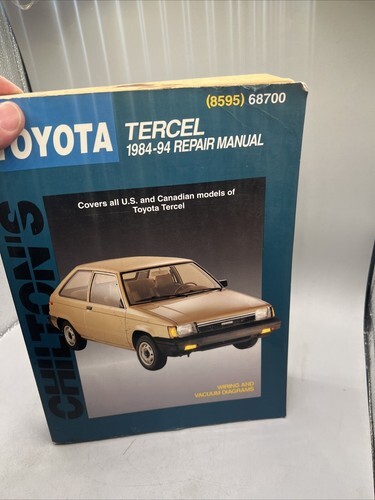 (8595) 68700
TOYOTA
TERCEL
1984-94 REPAIR MANUAL
Covers all U.S. and Canadian models of
Toyota Tercel
CHILTON'S
WIRING AND
VACUUM DIAGRAMS